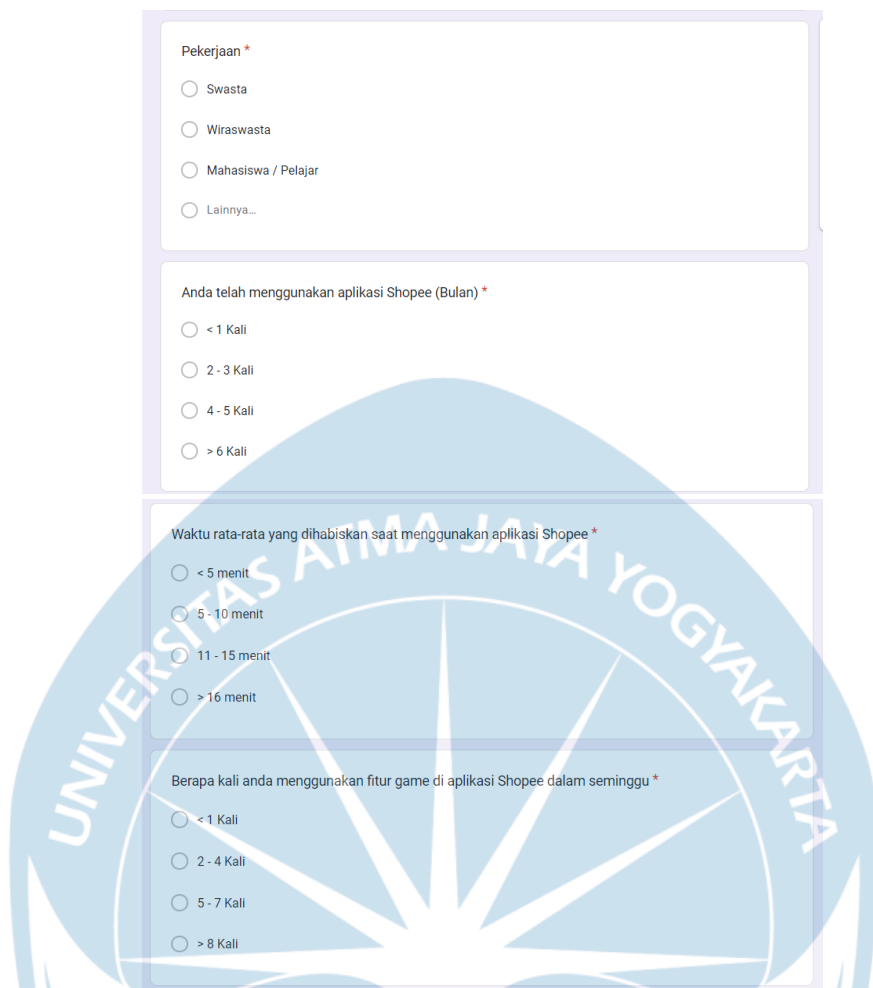 Pekerjaan *
Swasta
Wiraswasta
Mahasiswa / Pelajar
Lainnya...
Anda telah menggunakan aplikasi Shopee (Bulan) *
< 1 Kali
2 - 3 Kali
4 - 5 Kali
> 6 Kali
Waktu rata-rata yang dihabiskan saat menggunakan aplikasi Shopee *
< 5 menit
5 - 10 menit
11 - 15 menit
> 16 menit
Berapa kali anda menggunakan fitur game di aplikasi Shopee dalam seminggu *
< 1 Kali
2 - 4 Kali
5 - 7 Kali
> 8 Kali
UNIVERSITAS ATMA JAYA YOGYAKARTA